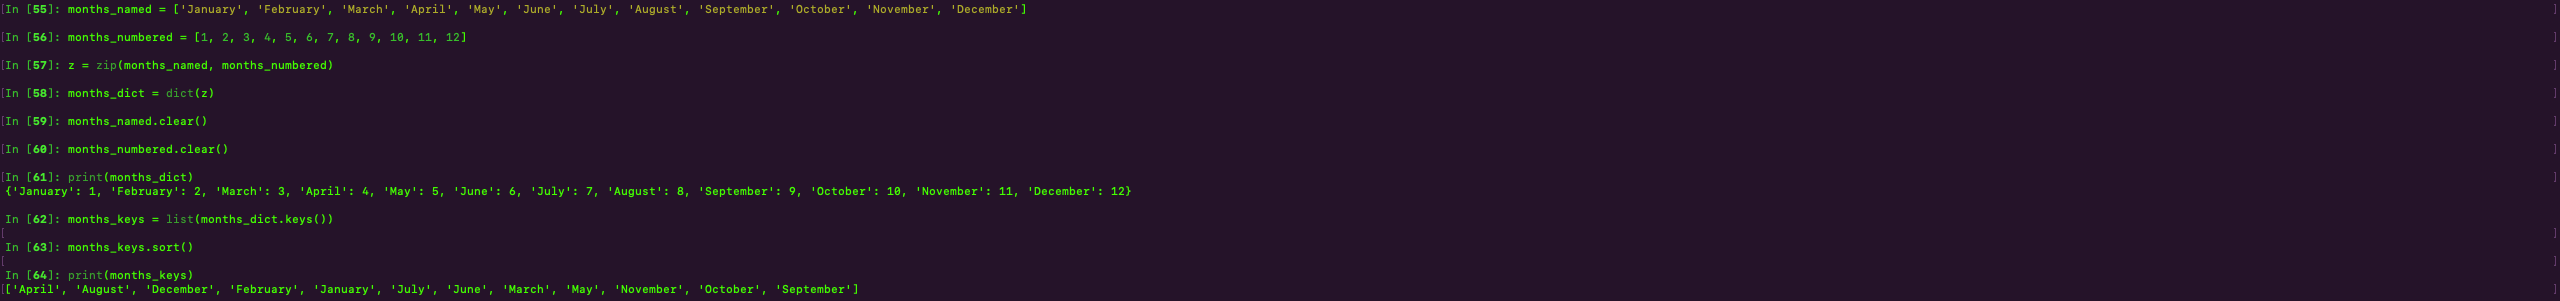 In [55]: months_named = ['January', 'February', 'March', 'April', 'May', 'June', 'July', 'August', 'September', 'October', 'November', 'December']
In [56]: months_numbered = [1, 2, 3, 4, 5, 6, 7, 8, 9, 10, 11, 12]
In [57]: z = zip(months_named, months_numbered)
In [58]: months_dict = dict(z)
In [59]: months_named.clear()
In [60]: months_numbered.clear()
In [61]: print(months_dict)
{'January': 1, 'February': 2, 'March': 3, 'April': 4, 'May': 5, 'June': 6, 'July': 7, 'August': 8, 'September': 9, 'October': 10, 'November': 11, 'December': 12}
In [62]: months_keys = list(months_dict.keys())
In [63]: months_keys.sort()
In [64]: print(months_keys)
['April', 'August', 'December', 'February', 'January', 'July', 'June', 'March', 'May', 'November', 'October', 'September']